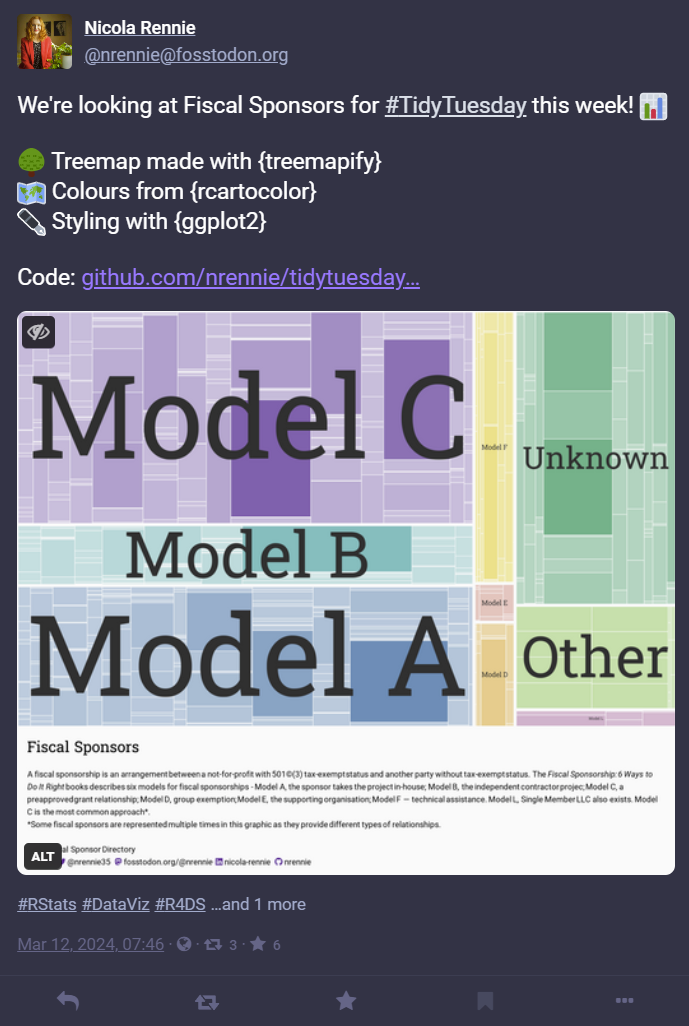 Nicola Rennie
@nrennie@fosstodon.org
We're looking at Fiscal Sponsors for #TidyTuesday this week!
Treemap made with {treemapify}
Colours from {rcartocolor}
Styling with {ggplot2}
Code: github.com/nrennie/tidytuesday…
Model C
Model F
Unknown
Model B
Model E
Model A
Model D
Other
Fiscal Sponsors
A fiscal sponsorship is an arrangement between a not-for-profit with 501©(3) tax-exempt status and another party without tax-exempt status. The Fiscal Sponsorship: 6 Ways to
Do It Right books describes six models for fiscal sponsorships - Model A, the sponsor takes the project in-house; Model B, the independent contractor project; Model C, a
preapproved grant relationship; Model D, group exemption; Model E, the supporting organisation; Model F — technical assistance. Model L, Single Member LLC also exists. Model
C is the most common approach*.
*Some fiscal sponsors are represented multiple times in this graphic as they provide different types of relationships.
Sponsor Directory
ALT
@nrennie35 fosstodon.org/@nrennie nicola-rennie nrennie
#RStats #DataViz #R4DS …and 1 more
Mar 12, 2024, 07:46 · · 3 · 6